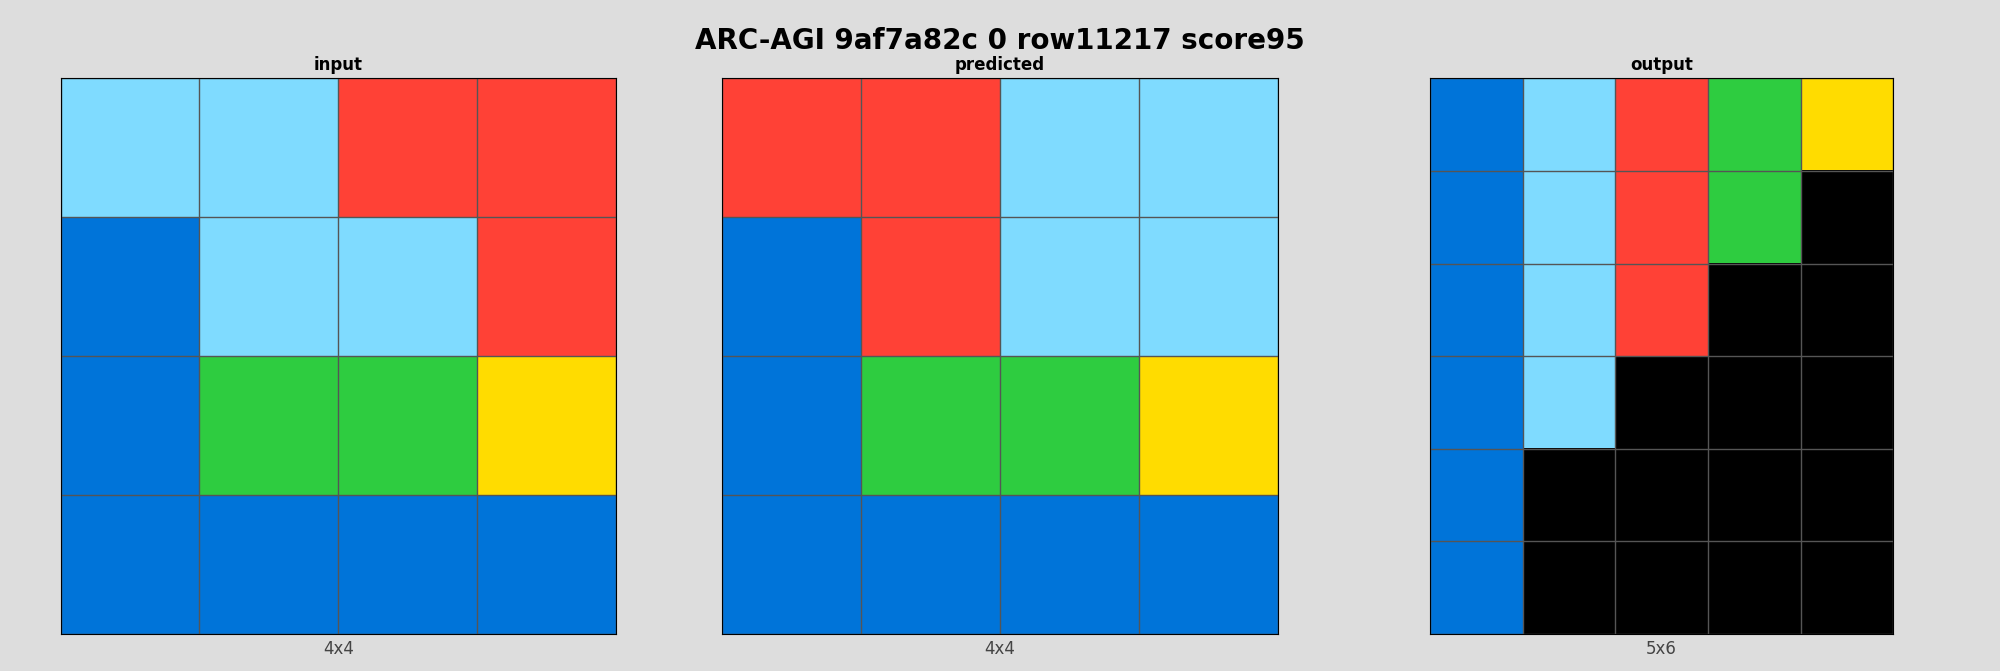 ARC-AGI 9af7a82c 0 row11217 score95
input
predicted
output
4x4
4x4
5x6